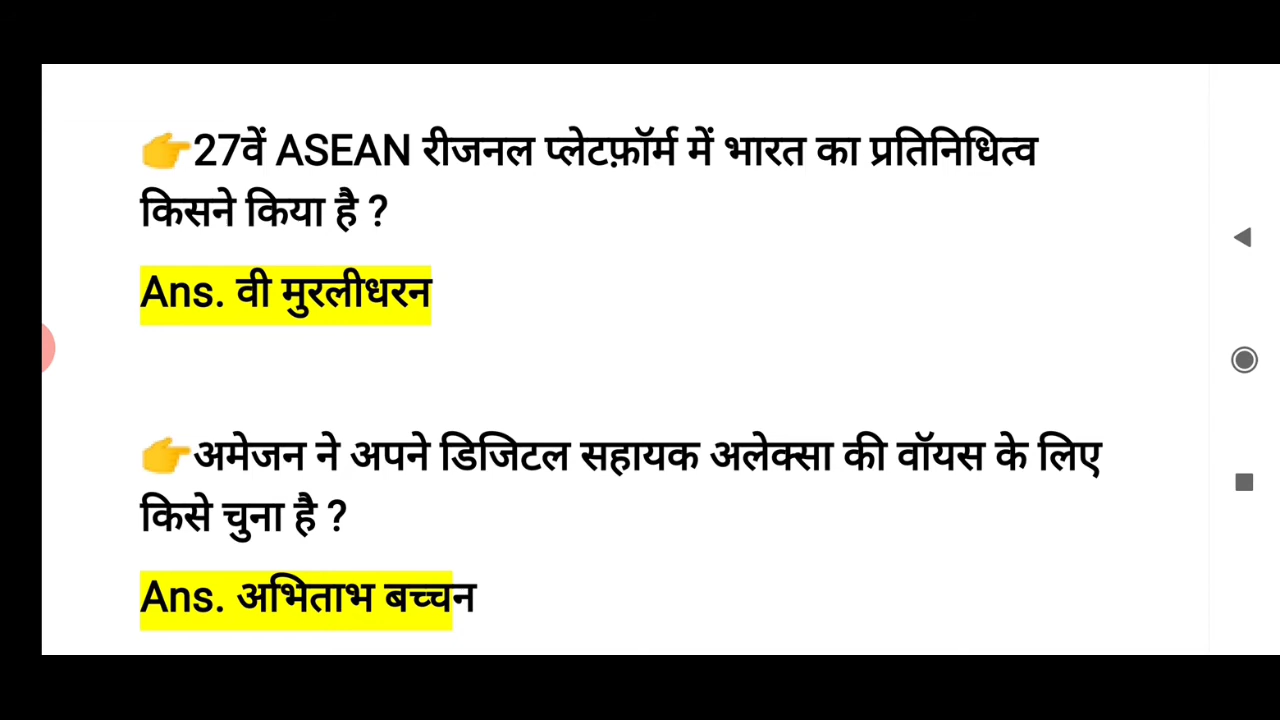 👉27वें ASEAN रीजनल प्लेटफ़ॉर्म में भारत का प्रतिनिधित्व
किसने किया है ?
Ans. वी मुरलीधरन
👉अमेजन ने अपने डिजिटल सहायक अलेक्सा की वॉयस के लिए
किसे चुना है ?
Ans. अभिताभ बच्चन